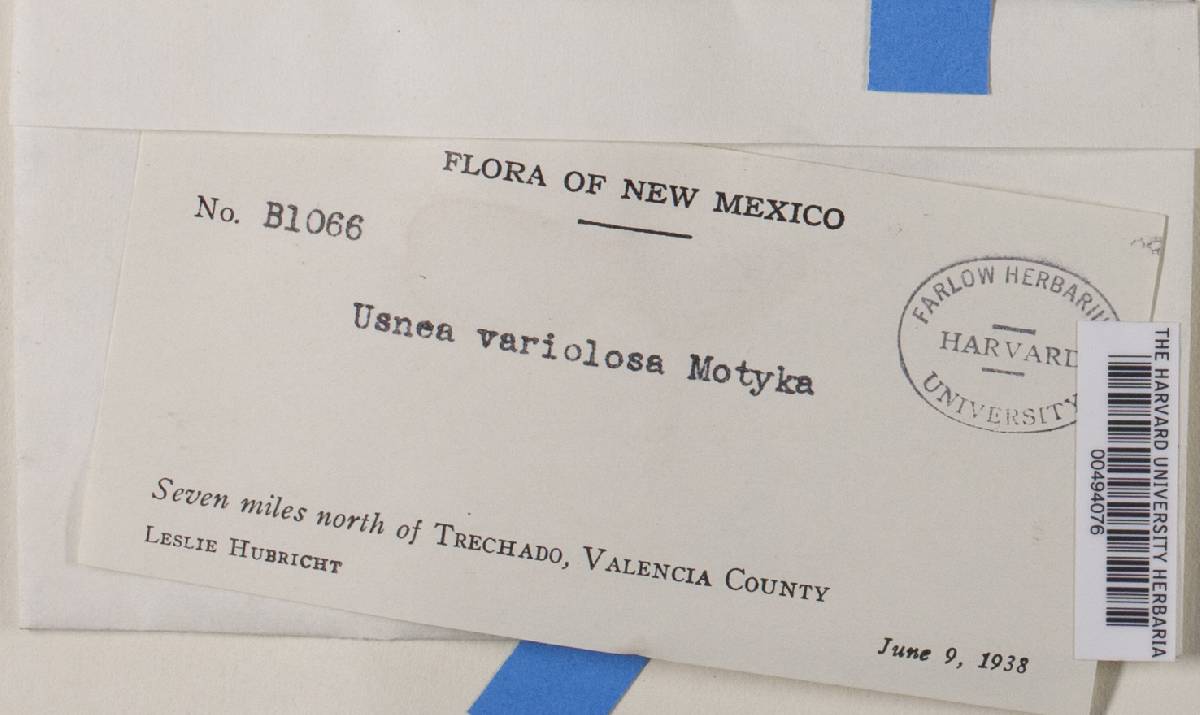 FLORA OF NEW MEXICO
No. B1066
Usnea variolosa Motyka
FARLOW HERBARIU
HARVARD
UNIVERSITY
Seven miles north of TRECHADO, VALENCIA COUNTY
LESLIE HUBRICHT
June 9, 1938
THE HARVARD UNIVERSITY HERBARIA
00494076